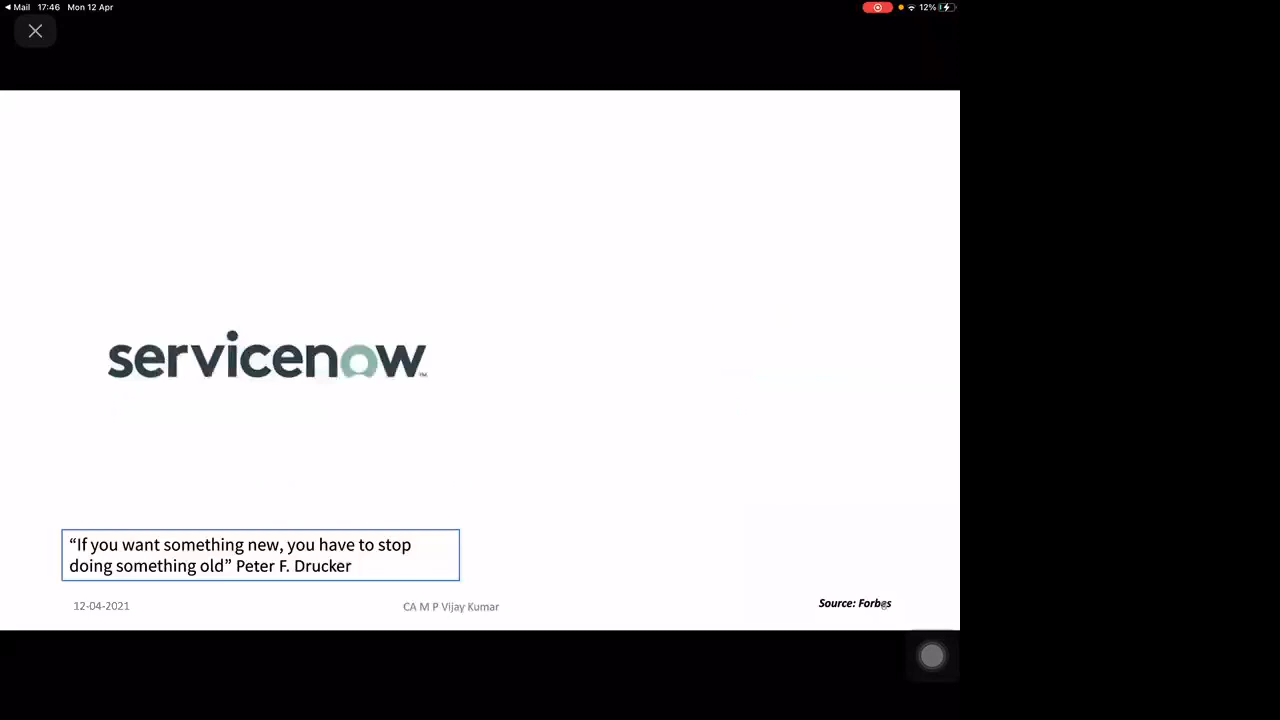 Mail 17:46 Mon 12 Apr
12%
servicenow™
“If you want something new, you have to stop
doing something old” Peter F. Drucker
12-04-2021
CA M P Vijay Kumar
Source: Forbes